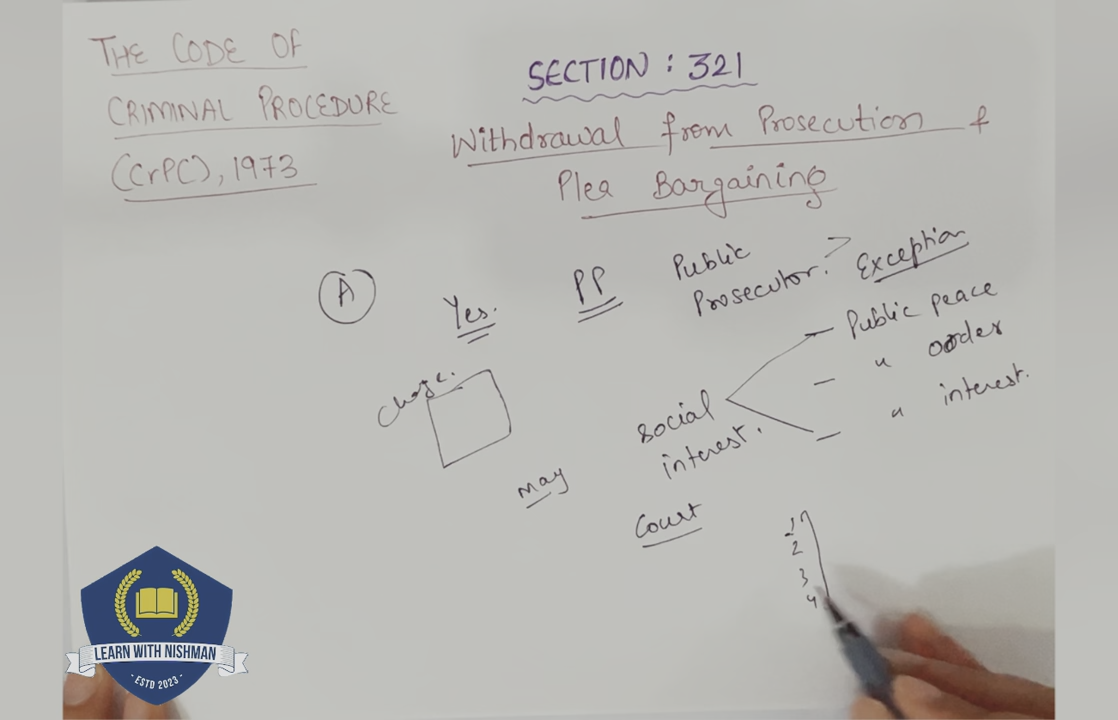 THE CODE OF
CRIMINAL PROCEDURE
(CrPC), 1973
SECTION : 321
Withdrawal from Prosecution &
Plea Bargaining
A
Yes.
PP
Public
Prosecutor.
Exception
Public peace
" order
" interest.
social
interest.
may
Court
1
2
3
4
LEARN WITH NISHMAN
· ESTD 2023 ·